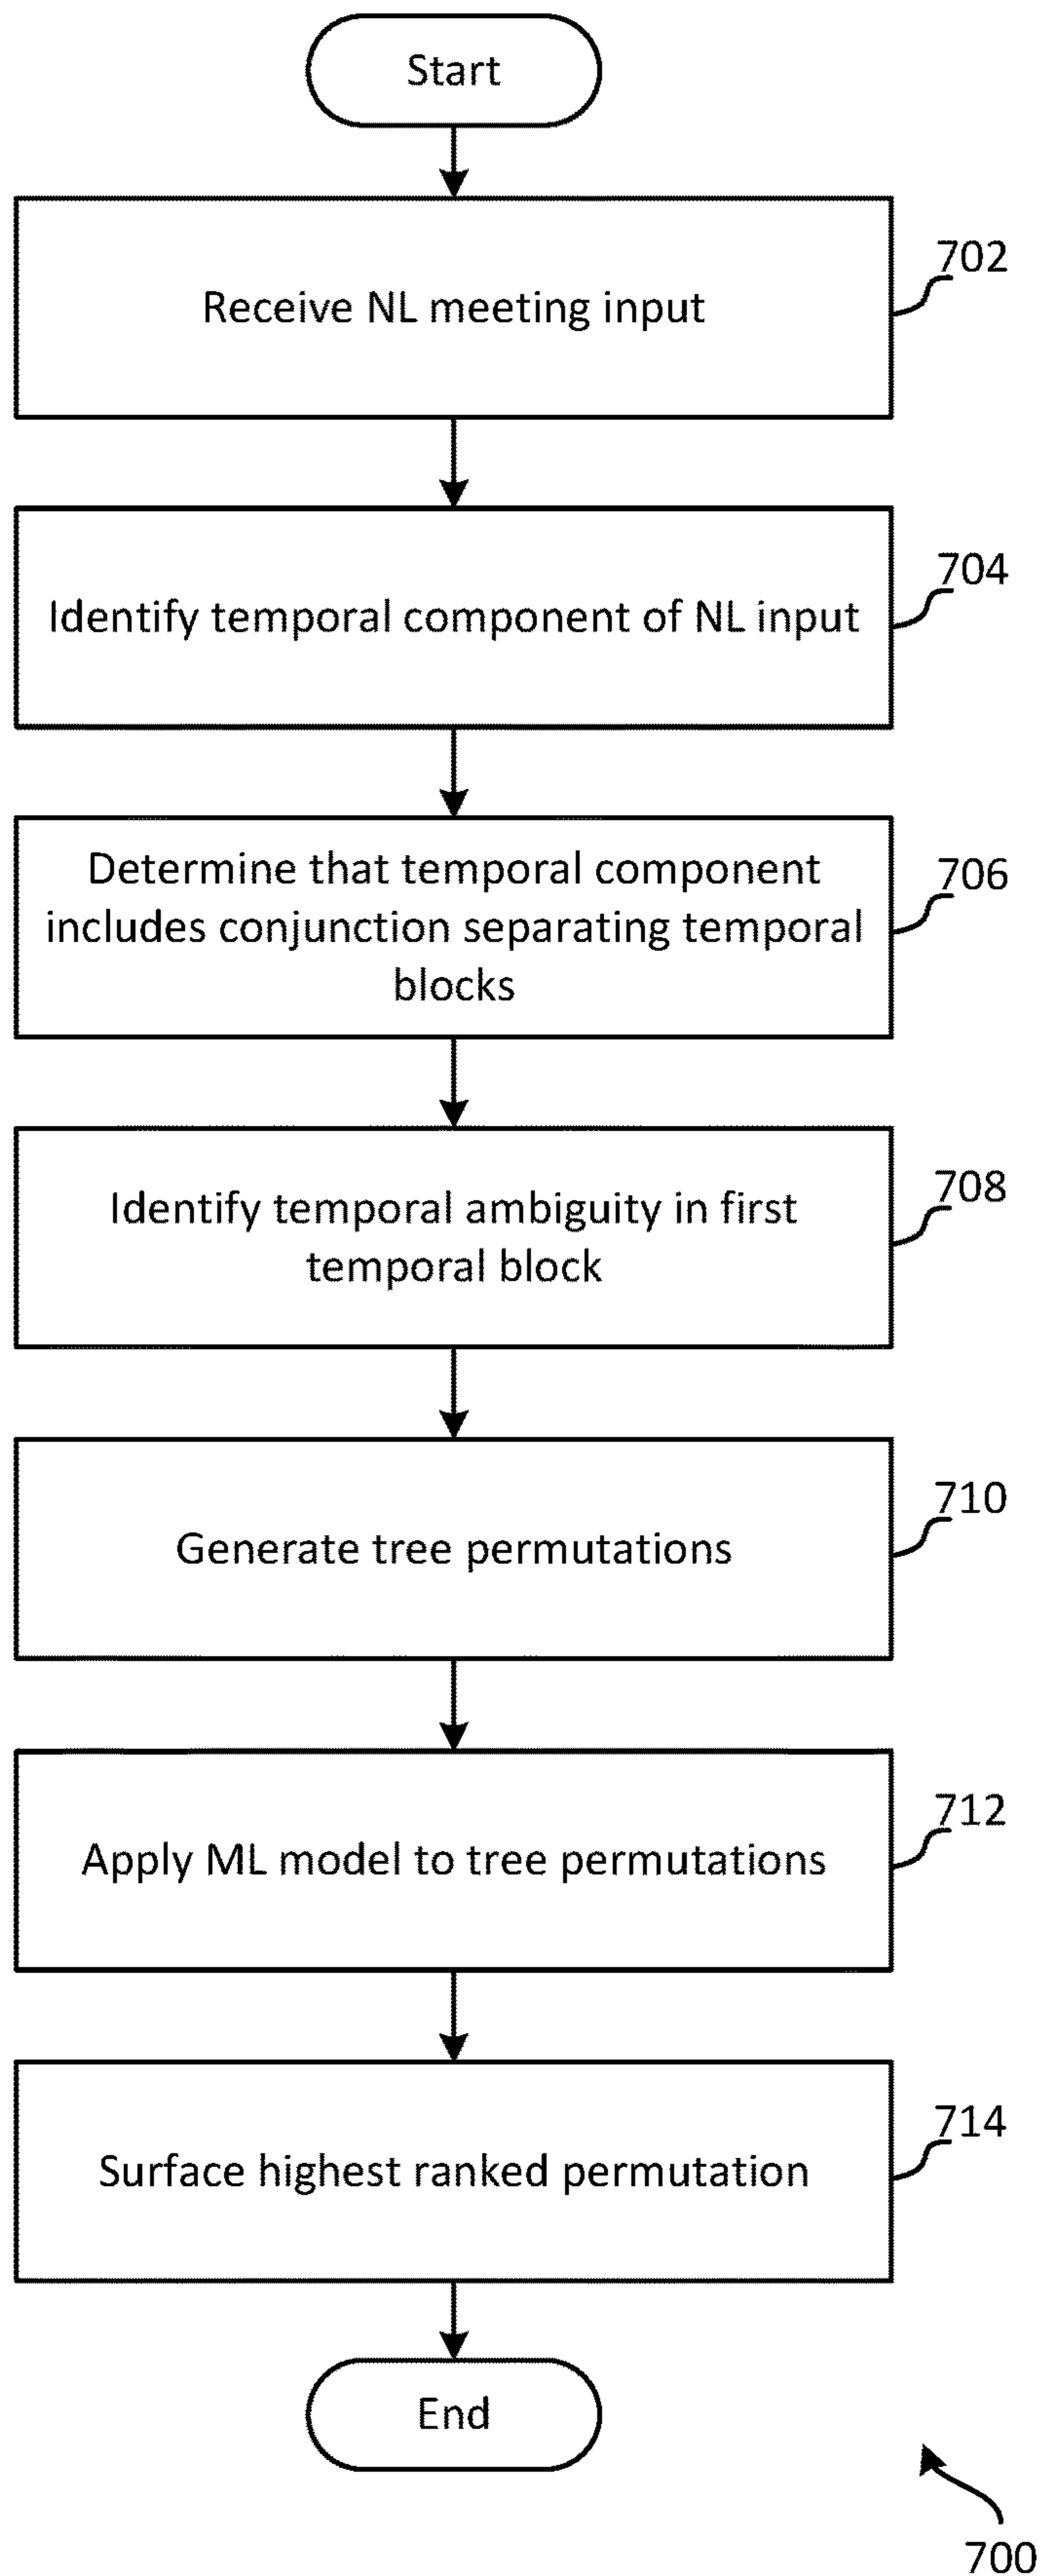 Start
Receive NL meeting input
702
Identify temporal component of NL input
704
Determine that temporal component
includes conjunction separating temporal
blocks
706
Identify temporal ambiguity in first
temporal block
708
Generate tree permutations
710
Apply ML model to tree permutations
712
Surface highest ranked permutation
714
End
700